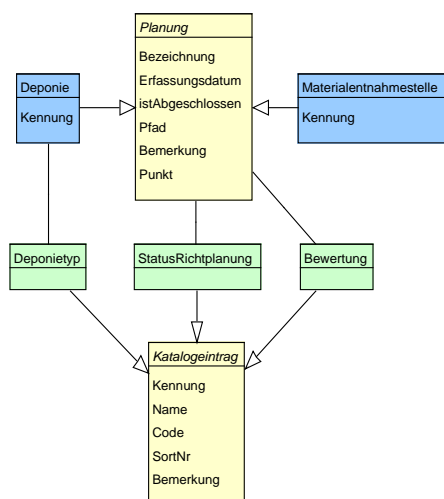 Planung
Bezeichnung
Erfassungsdatum
istAbgeschlossen
Pfad
Bemerkung
Punkt
Deponie
Kennung
Materialentnahmestelle
Kennung
Deponietyp
StatusRichtplanung
Bewertung
Katalogeintrag
Kennung
Name
Code
SortNr
Bemerkung